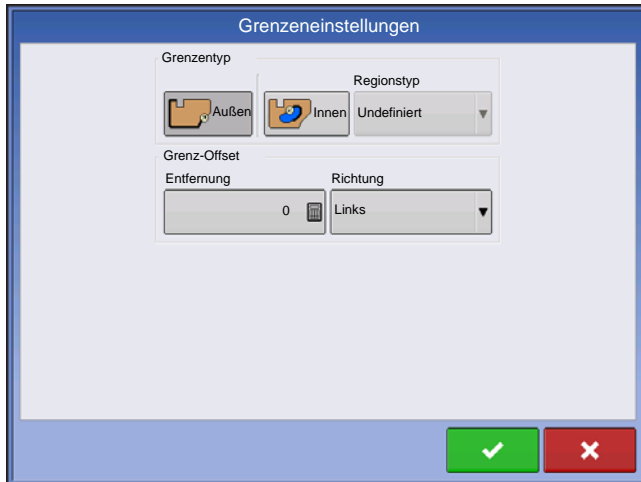 Grenzeneinstellungen
Grenzentyp
Regionstyp
Außen
Innen
Undefiniert
Grenz-Offset
Entfernung
Richtung
0
Links